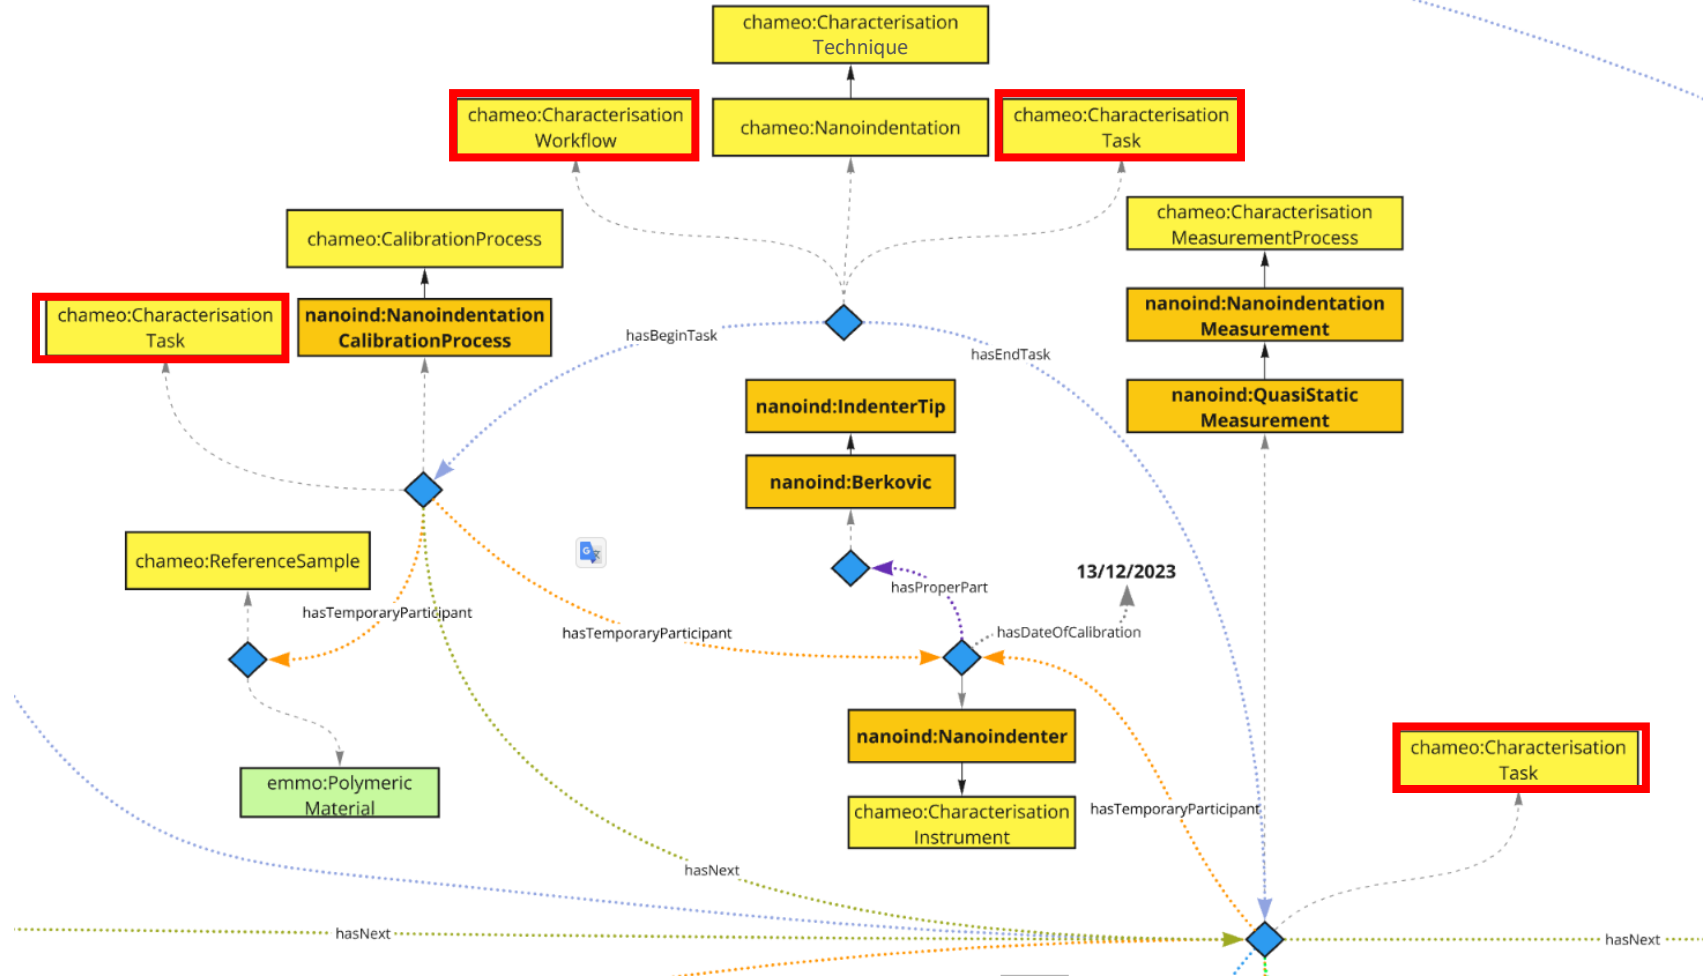 chameo:Characterisation
Technique
chameo:Characterisation
Workflow
chameo:Nanoindentation
chameo:Characterisation
Task
chameo:CalibrationProcess
chameo:Characterisation
MeasurementProcess
chameo:Characterisation
Task
nanoind:Nanoindentation
CalibrationProcess
nanoind:Nanoindentation
Measurement
hasBeginTask
hasEndTask
nanoind:IndenterTip
nanoind:QuasiStatic
Measurement
nanoind:Berkovic
chameo:ReferenceSample
G
13/12/2023
hasProperPart
hasTemporaryParticipant
hasTemporaryParticipant
hasDateOfCalibration
nanoind:Nanoindenter
chameo:Characterisation
Task
emmo:Polymeric
Material
chameo:Characterisation
Instrument
hasTemporaryParticipant
hasNext
hasNext
hasNext